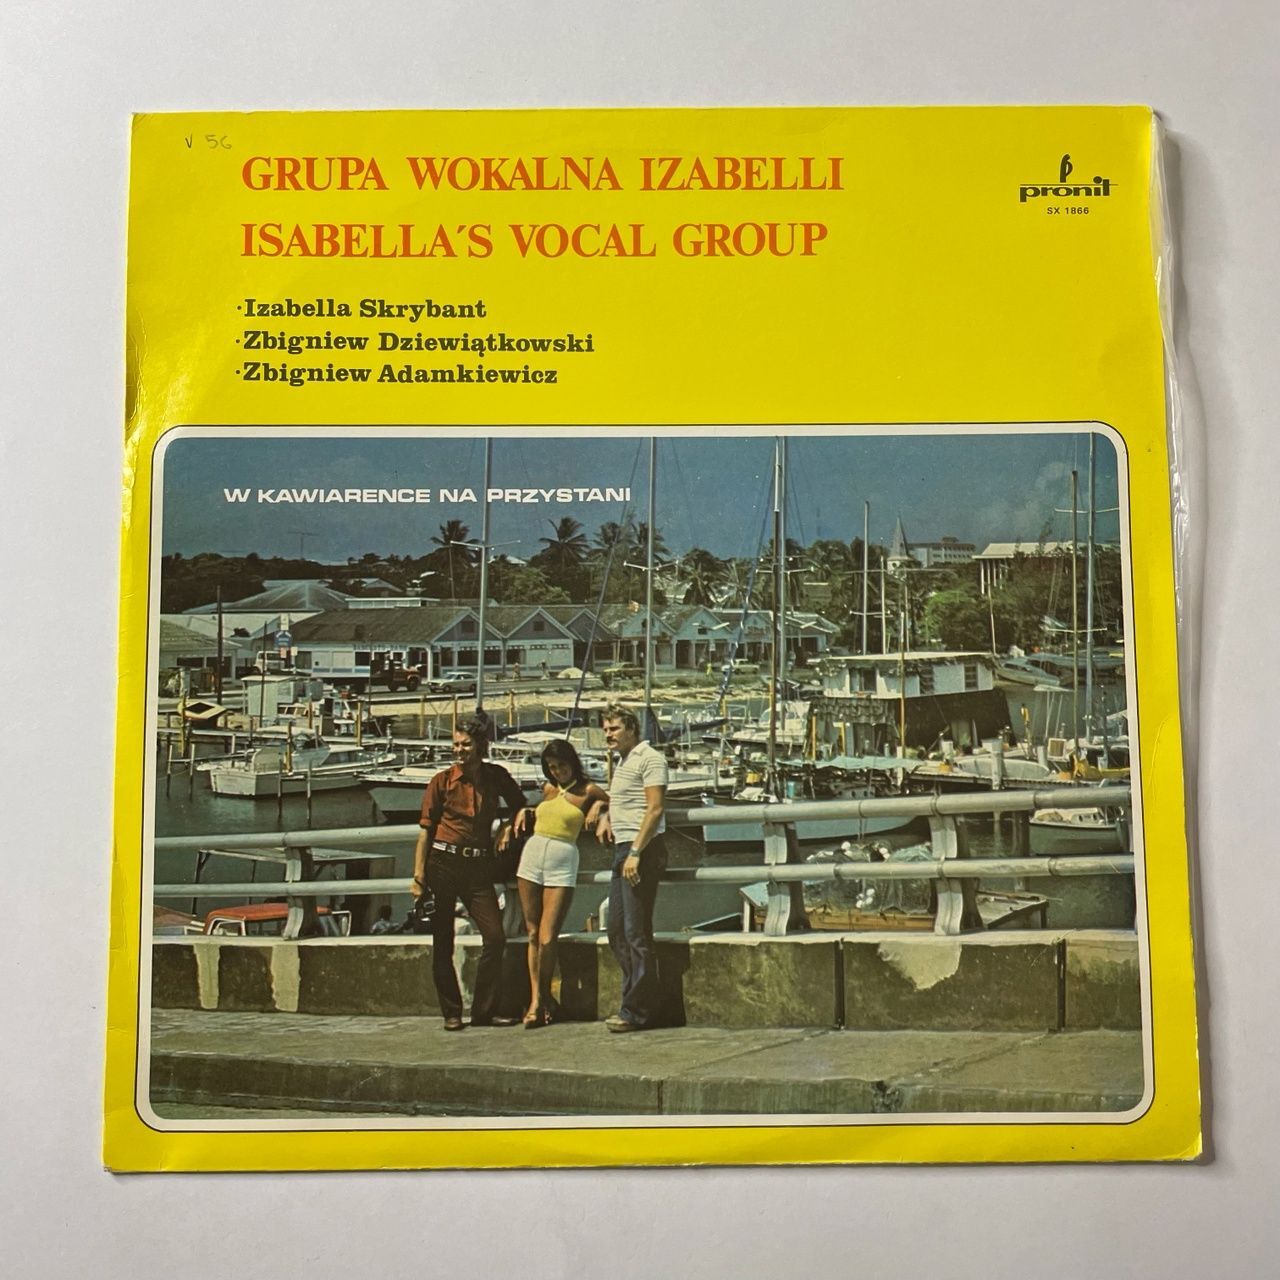 V 56
GRUPA WOKALNA IZABELLI
ISABELLA´S VOCAL GROUP
pronit
SX 1866
·Izabella Skrybant
·Zbigniew Dziewiątkowski
·Zbigniew Adamkiewicz
W KAWIARENCE NA PRZYSTANI